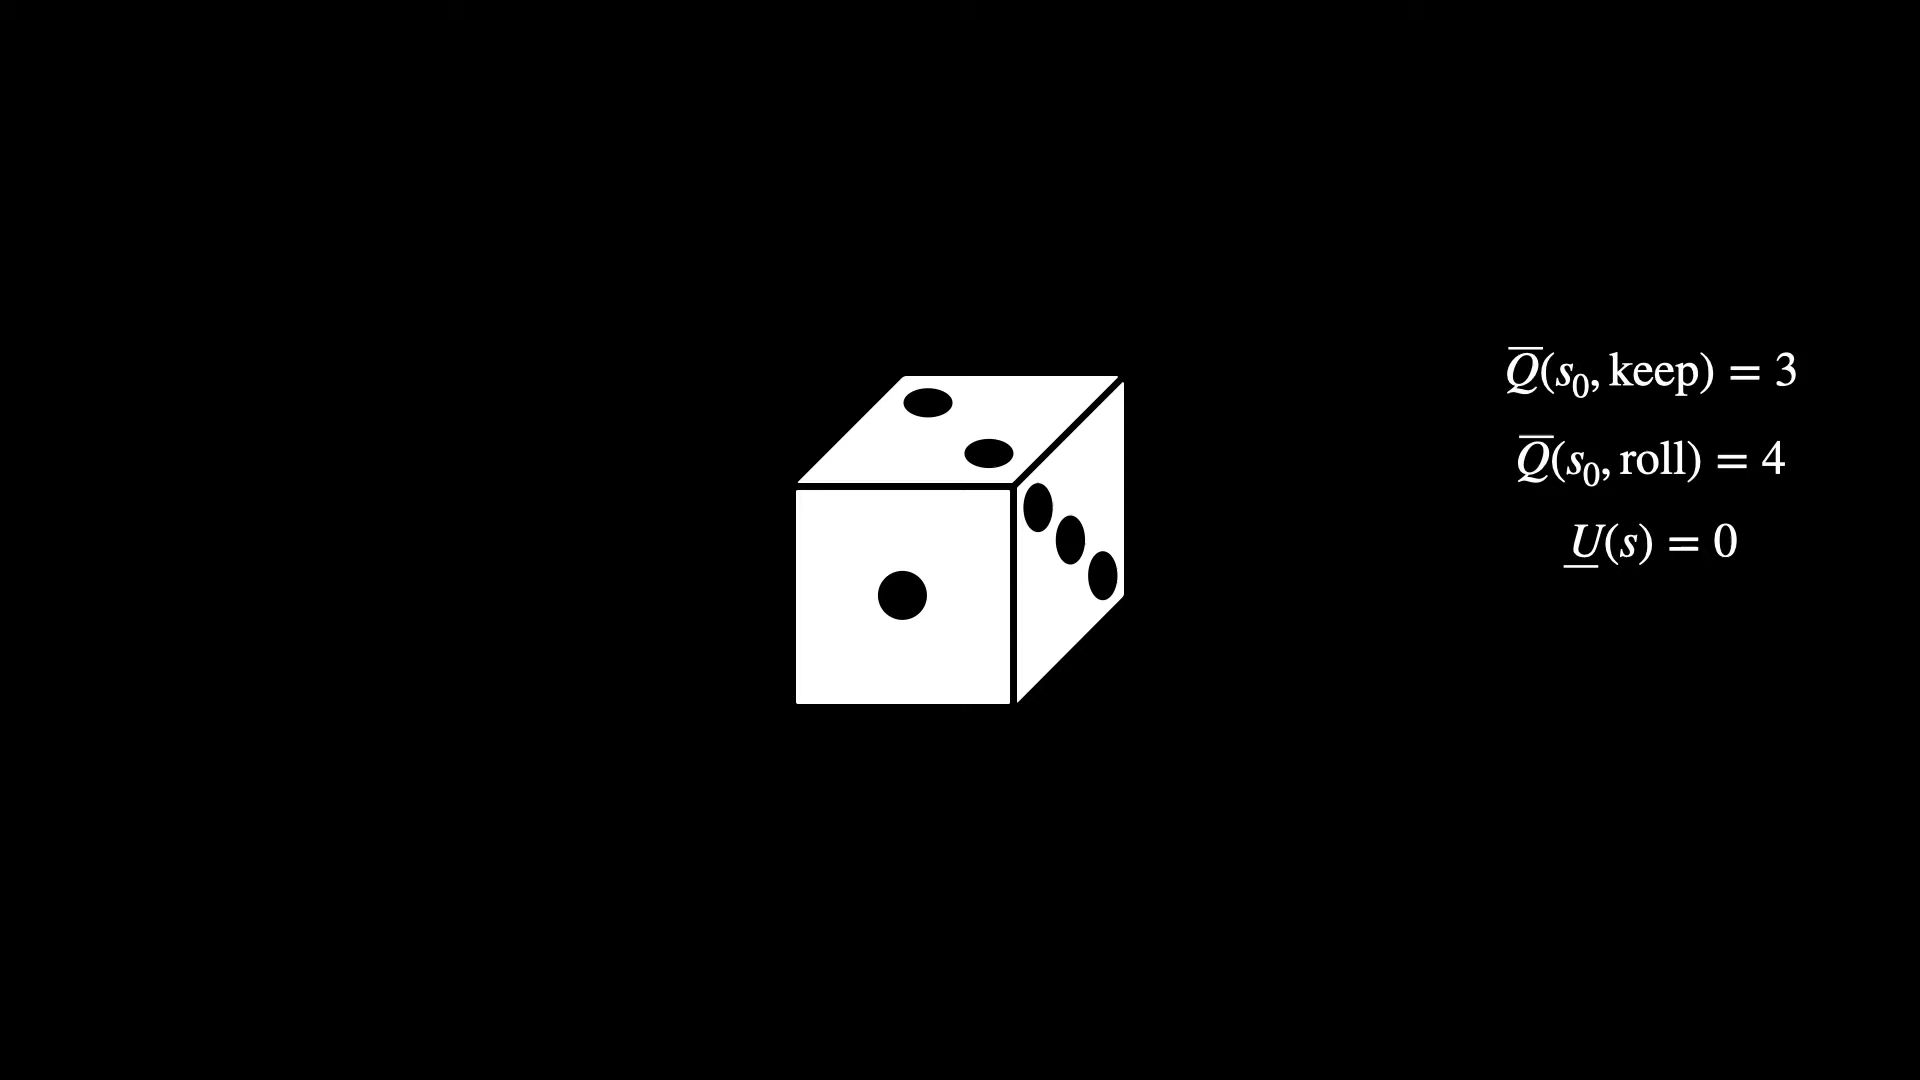 Q̅(s₀, keep) = 3
Q̅(s₀, roll) = 4
U̲(s) = 0